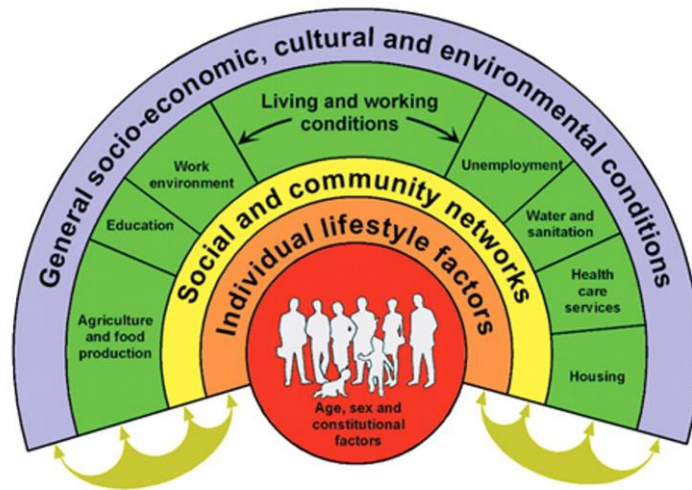 General socio-economic, cultural and environmental conditions
Living and working
conditions
Work
environment
Unemployment
Education
Water and
sanitation
Agriculture
and food
production
Health
care
services
Housing
Social and community networks
Individual lifestyle factors
Age, sex and
constitutional
factors